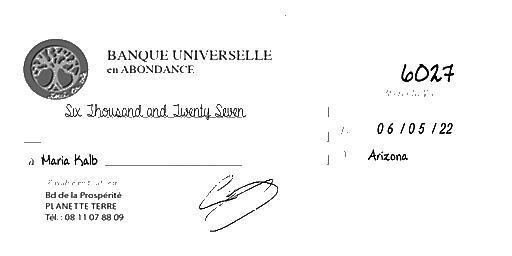 BANQUE UNIVERSELLE
en ABONDANCE
6027
Six Thousand and Twenty Seven
06/05/22
à Maria Kalb
Arizona
Bd de la Prospérité
PLANETTE TERRE
Tél. : 08 11 07 88 09